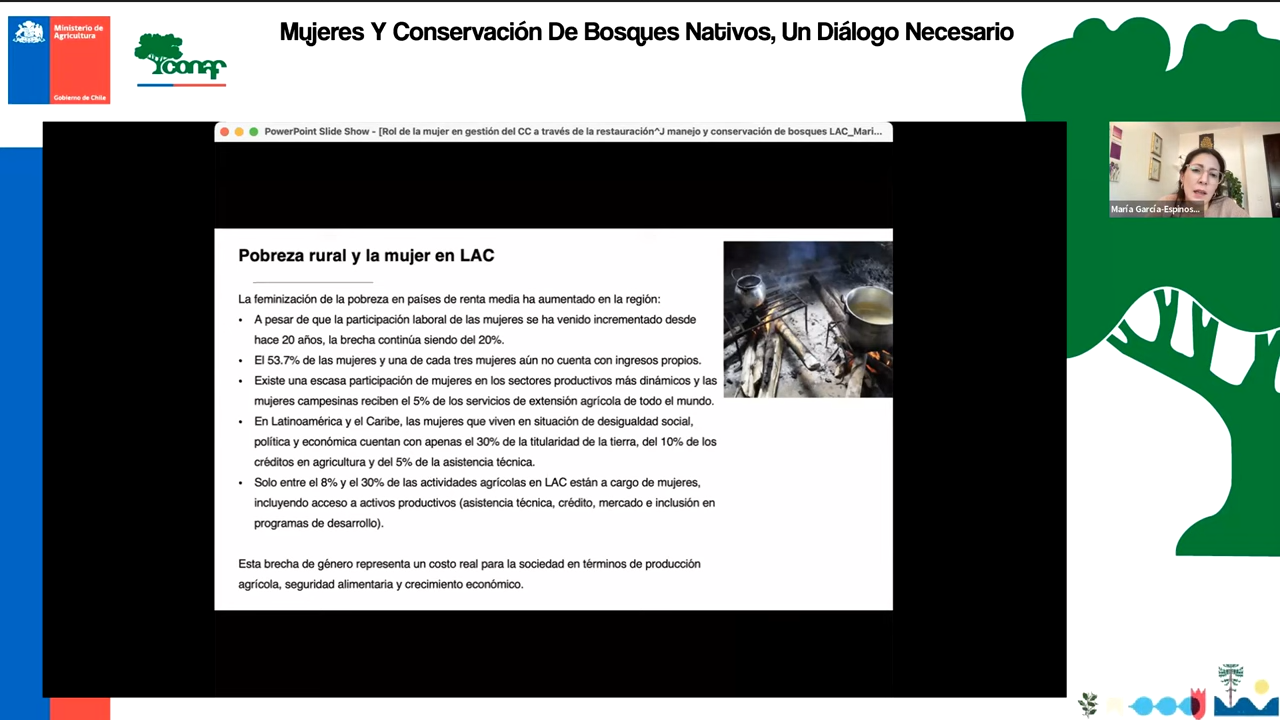 Mujeres Y Conservación De Bosques Nativos, Un Diálogo Necesario
Ministerio de
Agricultura
Gobierno de Chile
conaf
PowerPoint Slide Show - [Rol de la mujer en gestión del CC a través de la restauración^J manejo y conservación de bosques LAC_Mari...
María García-Espinos...
Pobreza rural y la mujer en LAC
La feminización de la pobreza en países de renta media ha aumentado en la región:
• A pesar de que la participación laboral de las mujeres se ha venido incrementado desde
hace 20 años, la brecha continúa siendo del 20%.
• El 53.7% de las mujeres y una de cada tres mujeres aún no cuenta con ingresos propios.
• Existe una escasa participación de mujeres en los sectores productivos más dinámicos y las
mujeres campesinas reciben el 5% de los servicios de extensión agrícola de todo el mundo.
• En Latinoamérica y el Caribe, las mujeres que viven en situación de desigualdad social,
política y económica cuentan con apenas el 30% de la titularidad de la tierra, del 10% de los
créditos en agricultura y del 5% de la asistencia técnica.
• Solo entre el 8% y el 30% de las actividades agrícolas en LAC están a cargo de mujeres,
incluyendo acceso a activos productivos (asistencia técnica, crédito, mercado e inclusión en
programas de desarrollo).
Esta brecha de género representa un costo real para la sociedad en términos de producción
agrícola, seguridad alimentaria y crecimiento económico.